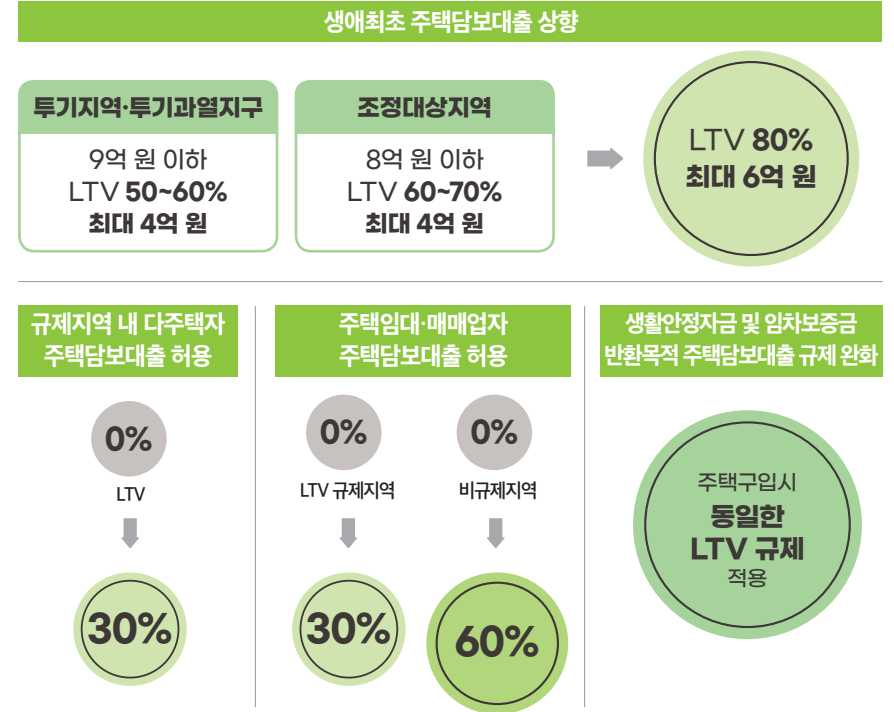 생애최초 주택담보대출 상향
투기지역·투기과열지구
9억 원 이하
LTV 50~60%
최대 4억 원
조정대상지역
8억 원 이하
LTV 60~70%
최대 4억 원
LTV 80%
최대 6억 원
규제지역 내 다주택자
주택담보대출 허용
0%
LTV
30%
주택임대·매매업자
주택담보대출 허용
0%
LTV 규제지역
30%
0%
비규제지역
60%
생활안정자금 및 임차보증금
반환목적 주택담보대출 규제 완화
주택구입시
동일한
LTV 규제
적용